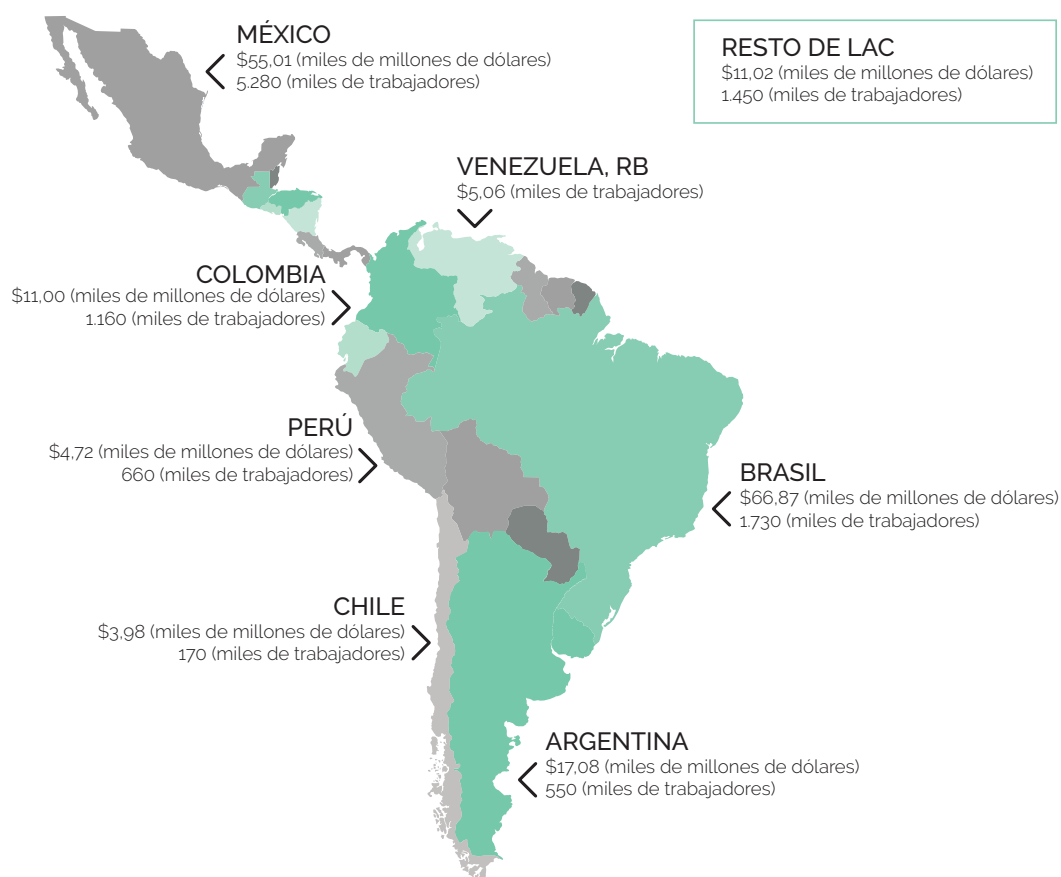 MÉXICO
$55,01 (miles de millones de dólares)
5.280 (miles de trabajadores)
RESTO DE LAC
$11,02 (miles de millones de dólares)
1.450 (miles de trabajadores)
VENEZUELA, RB
$5,06 (miles de trabajadores)
COLOMBIA
$11,00 (miles de millones de dólares)
1.160 (miles de trabajadores)
PERÚ
$4,72 (miles de millones de dólares)
660 (miles de trabajadores)
BRASIL
$66,87 (miles de millones de dólares)
1.730 (miles de trabajadores)
CHILE
$3,98 (miles de millones de dólares)
170 (miles de trabajadores)
ARGENTINA
$17,08 (miles de millones de dólares)
550 (miles de trabajadores)